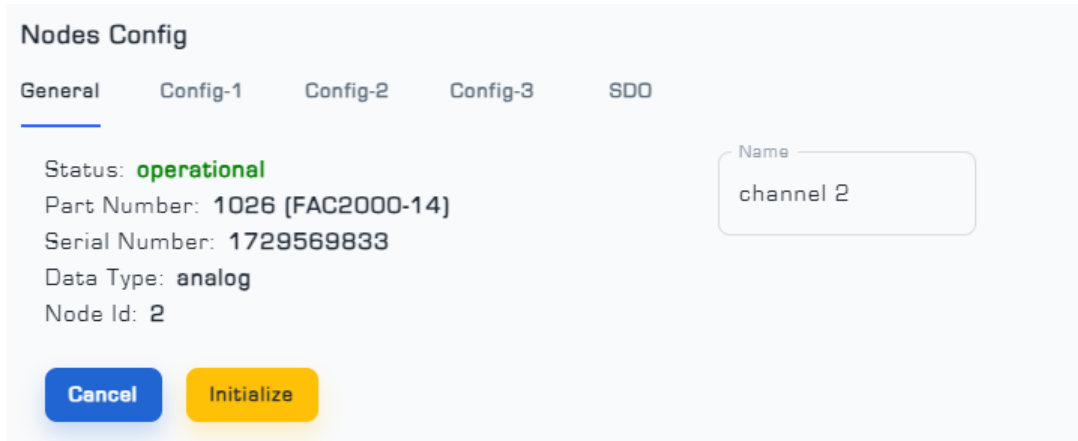 Nodes Config
General Config-1 Config-2 Config-3 SDO
Status: operational
Part Number: 1026 (FAC2000-14)
Serial Number: 1729569833
Data Type: analog
Node Id: 2
Name
channel 2
Cancel Initialize